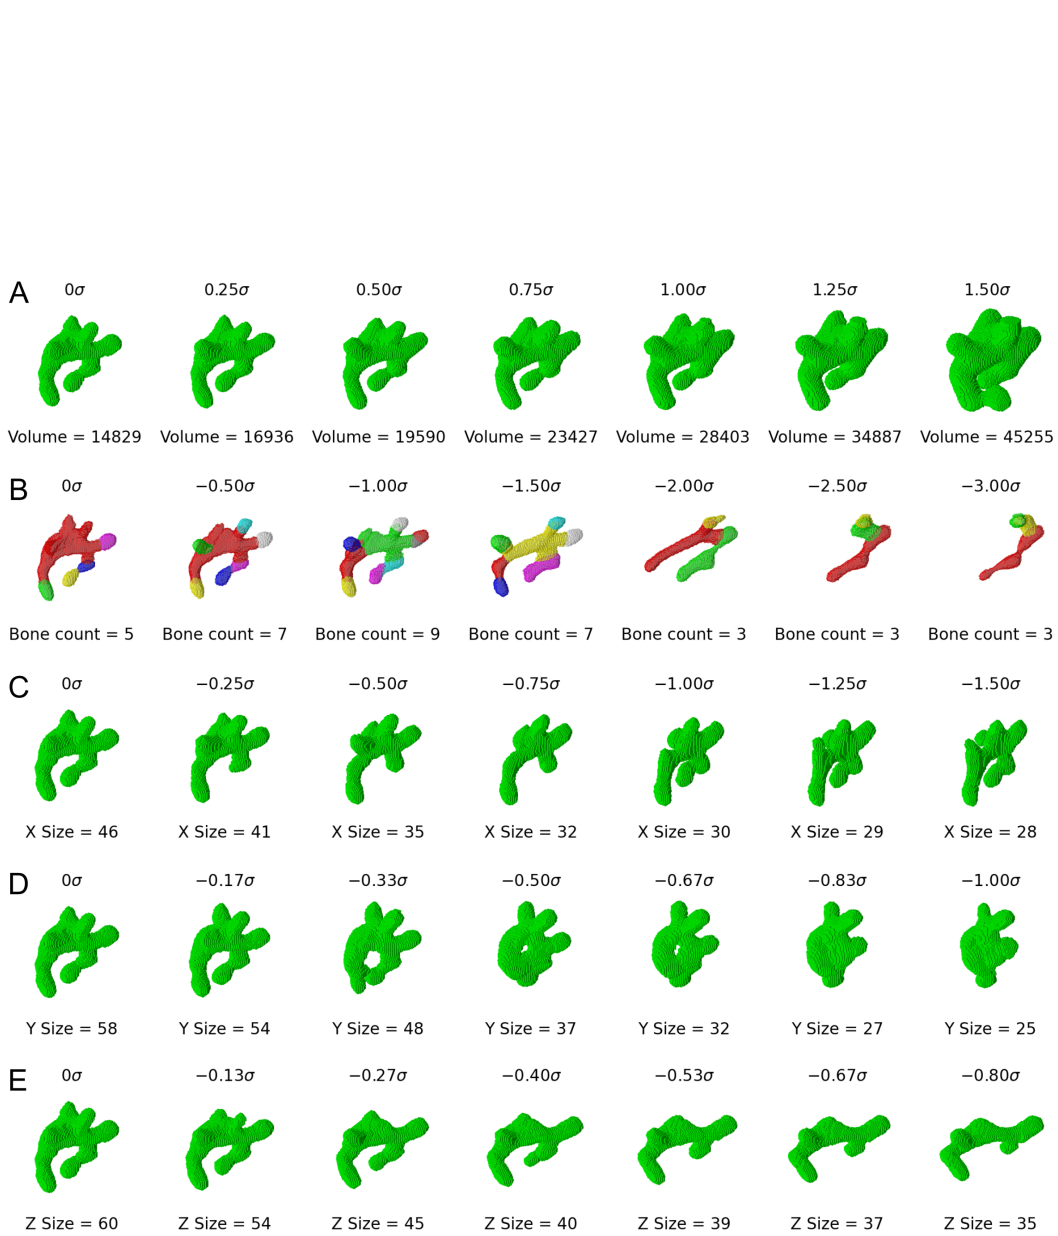 A 0σ 0.25σ 0.50σ 0.75σ 1.00σ 1.25σ 1.50σ
Volume = 14829 Volume = 16936 Volume = 19590 Volume = 23427 Volume = 28403 Volume = 34887 Volume = 45255
B 0σ −0.50σ −1.00σ −1.50σ −2.00σ −2.50σ −3.00σ
Bone count = 5 Bone count = 7 Bone count = 9 Bone count = 7 Bone count = 3 Bone count = 3 Bone count = 3
C 0σ −0.25σ −0.50σ −0.75σ −1.00σ −1.25σ −1.50σ
X Size = 46 X Size = 41 X Size = 35 X Size = 32 X Size = 30 X Size = 29 X Size = 28
D 0σ −0.17σ −0.33σ −0.50σ −0.67σ −0.83σ −1.00σ
Y Size = 58 Y Size = 54 Y Size = 48 Y Size = 37 Y Size = 32 Y Size = 27 Y Size = 25
E 0σ −0.13σ −0.27σ −0.40σ −0.53σ −0.67σ −0.80σ
Z Size = 60 Z Size = 54 Z Size = 45 Z Size = 40 Z Size = 39 Z Size = 37 Z Size = 35